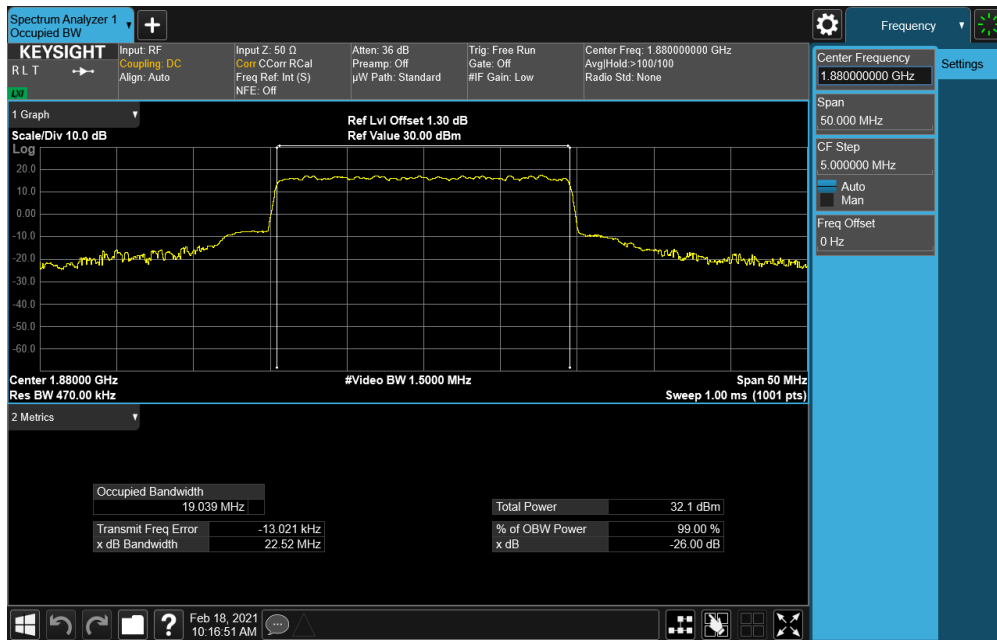 Spectrum Analyzer 1
Occupied BW
+
Frequency
KEYSIGHT
R L T
LXI
Input: RF
Coupling: DC
Align: Auto
Input Z: 50 Ω
Corr CCorr RCal
Freq Ref: Int (S)
NFE: Off
Atten: 36 dB
Preamp: Off
µW Path: Standard
Trig: Free Run
Gate: Off
#IF Gain: Low
Center Freq: 1.880000000 GHz
Avg|Hold:>100/100
Radio Std: None
Center Frequency
1.880000000 GHz
Settings
Span
50.000 MHz
CF Step
5.000000 MHz
Auto
Man
Freq Offset
0 Hz
1 Graph
Scale/Div 10.0 dB
Ref Lvl Offset 1.30 dB
Ref Value 30.00 dBm
Log
20.0
10.0
0.00
-10.0
-20.0
-30.0
-40.0
-50.0
-60.0
Center 1.88000 GHz
#Video BW 1.5000 MHz
Span 50 MHz
Res BW 470.00 kHz
Sweep 1.00 ms (1001 pts)
2 Metrics
Occupied Bandwidth
19.039 MHz
Total Power 32.1 dBm
Transmit Freq Error -13.021 kHz
% of OBW Power 99.00 %
x dB Bandwidth 22.52 MHz
x dB -26.00 dB
?
Feb 18, 2021
10:16:51 AM